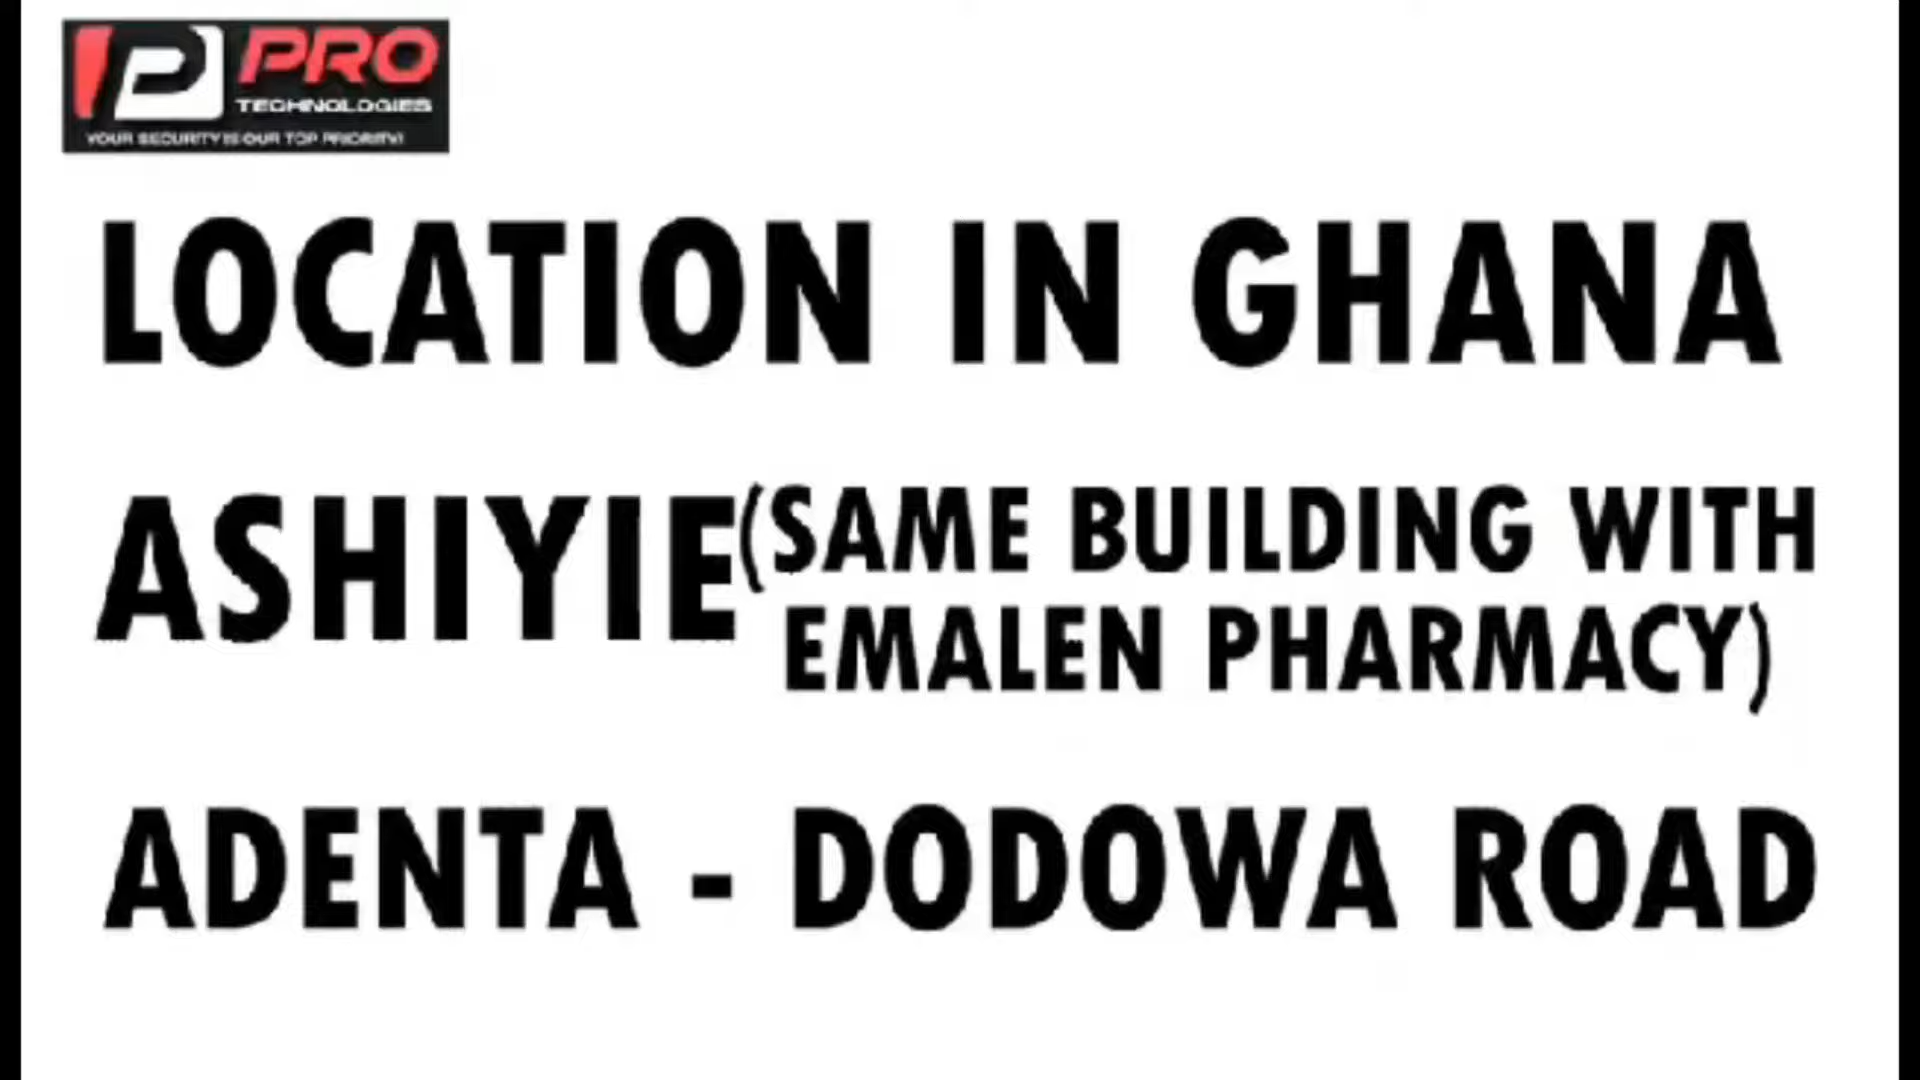 PRO
TECHNOLOGIES
YOUR SECURITY IS OUR TOP PRIORITY!
LOCATION IN GHANA
ASHIYIE (SAME BUILDING WITH
EMALEN PHARMACY)
ADENTA - DODOWA ROAD